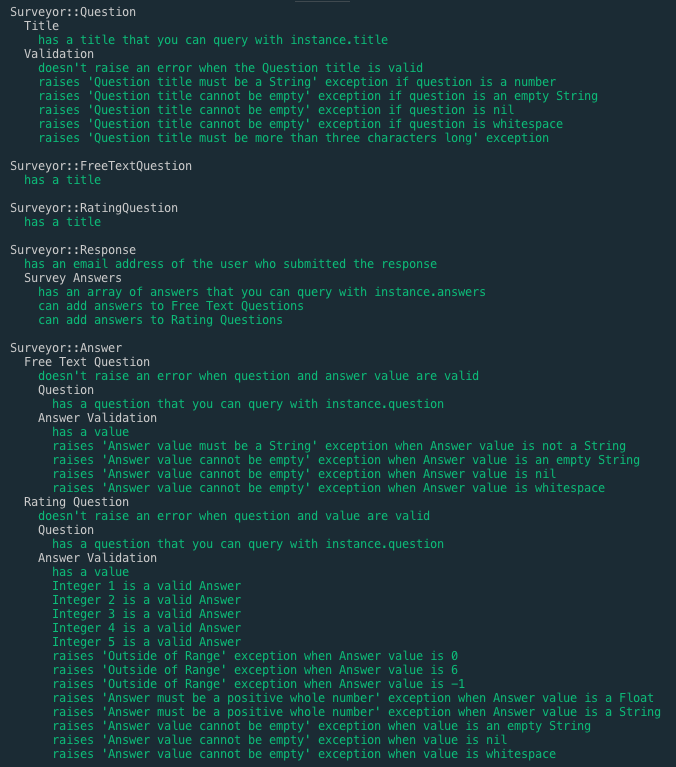 Surveyor::Question
Title
has a title that you can query with instance.title
Validation
doesn't raise an error when the Question title is valid
raises 'Question title must be a String' exception if question is a number
raises 'Question title cannot be empty' exception if question is an empty String
raises 'Question title cannot be empty' exception if question is nil
raises 'Question title cannot be empty' exception if question is whitespace
raises 'Question title must be more than three characters long' exception
Surveyor::FreeTextQuestion
has a title
Surveyor::RatingQuestion
has a title
Surveyor::Response
has an email address of the user who submitted the response
Survey Answers
has an array of answers that you can query with instance.answers
can add answers to Free Text Questions
can add answers to Rating Questions
Surveyor::Answer
Free Text Question
doesn't raise an error when question and answer value are valid
Question
has a question that you can query with instance.question
Answer Validation
has a value
raises 'Answer value must be a String' exception when Answer value is not a String
raises 'Answer value cannot be empty' exception when Answer value is an empty String
raises 'Answer value cannot be empty' exception when Answer value is nil
raises 'Answer value cannot be empty' exception when Answer value is whitespace
Rating Question
doesn't raise an error when question and value are valid
Question
has a question that you can query with instance.question
Answer Validation
has a value
Integer 1 is a valid Answer
Integer 2 is a valid Answer
Integer 3 is a valid Answer
Integer 4 is a valid Answer
Integer 5 is a valid Answer
raises 'Outside of Range' exception when Answer value is 0
raises 'Outside of Range' exception when Answer value is 6
raises 'Outside of Range' exception when Answer value is -1
raises 'Answer must be a positive whole number' exception when Answer value is a Float
raises 'Answer must be a positive whole number' exception when Answer value is a String
raises 'Answer value cannot be empty' exception when value is an empty String
raises 'Answer value cannot be empty' exception when value is nil
raises 'Answer value cannot be empty' exception when value is whitespace